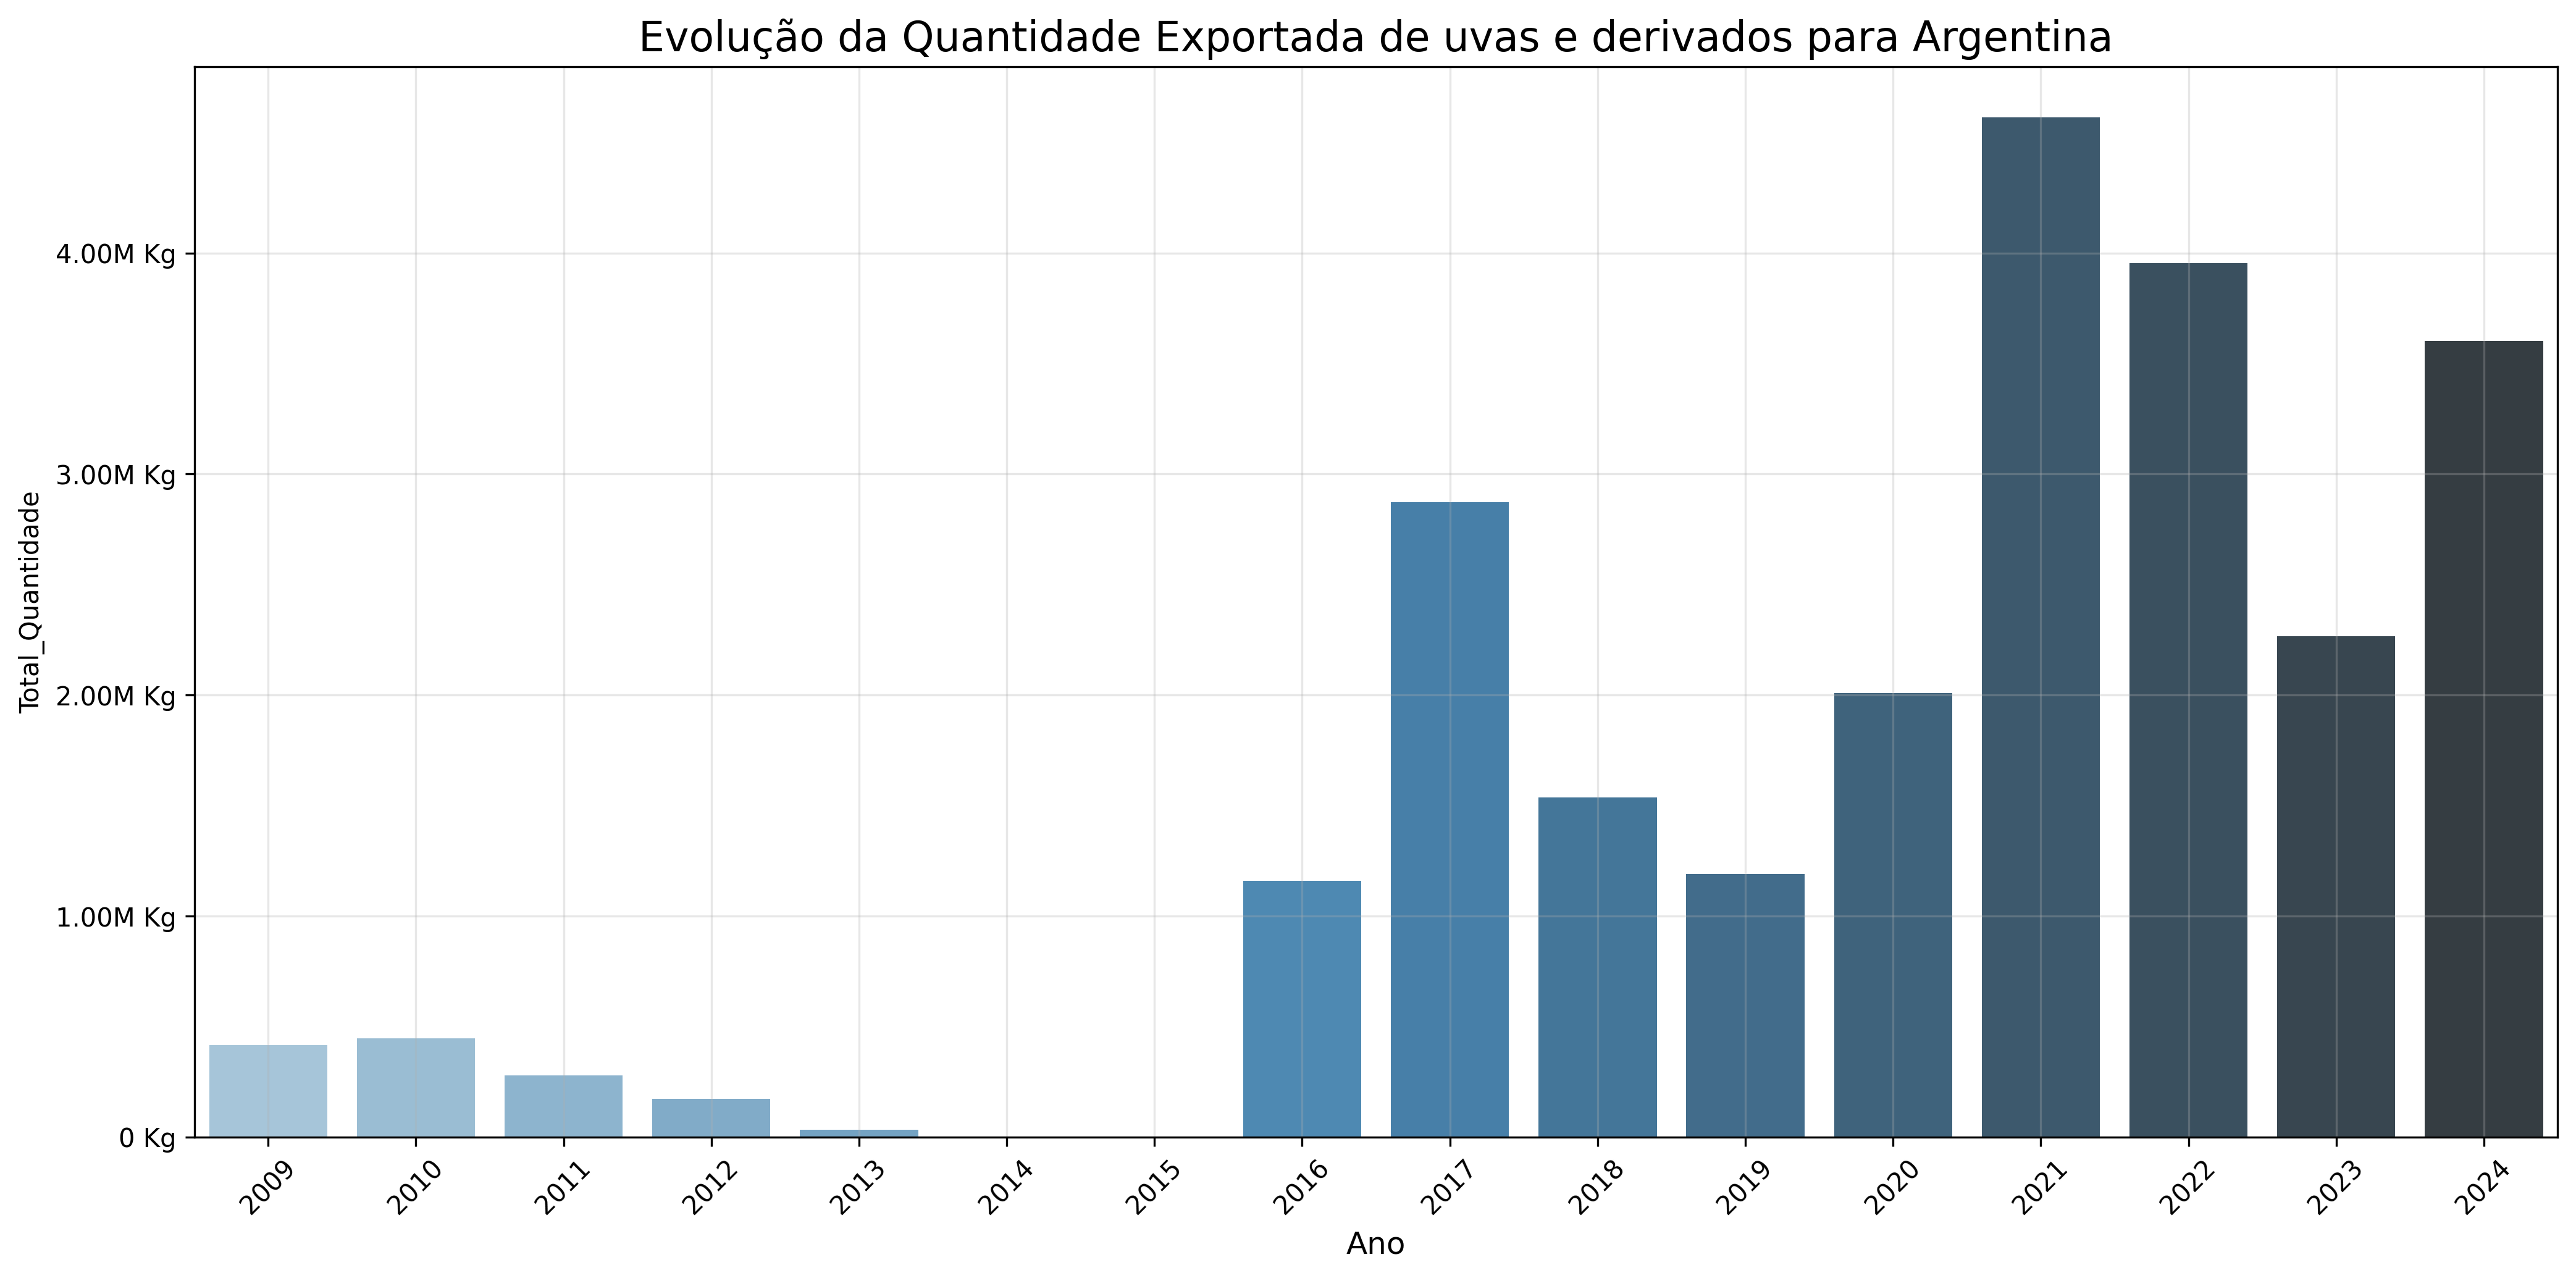 Evolução da Quantidade Exportada de uvas e derivados para Argentina
Total_Quantidade
4.00M Kg
3.00M Kg
2.00M Kg
1.00M Kg
0 Kg
2009
2010
2011
2012
2013
2014
2015
2016
2017
2018
2019
2020
2021
2022
2023
2024
Ano